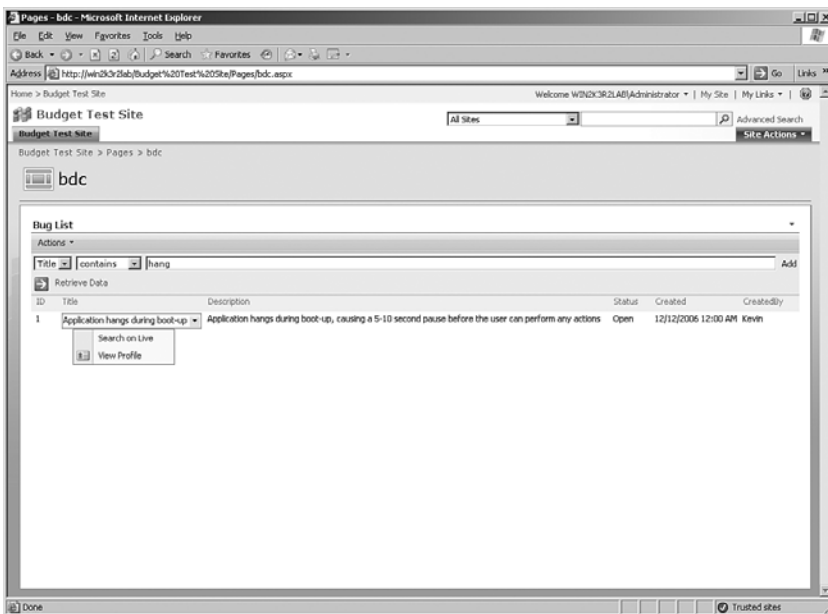 Pages - bdc - Microsoft Internet Explorer
File Edit View Favorites Tools Help
Back Search Favorites
Address http://win2k3r2lab/Budget%20Test%20Site/Pages/bdc.aspx Go Links »
Home > Budget Test Site Welcome WIN2K3R2LAB\Administrator | My Site | My Links |
Budget Test Site All Sites Advanced Search
Budget Test Site Site Actions
Budget Test Site > Pages > bdc
bdc
Bug List
Actions
Title contains hang Add
Retrieve Data
ID Title Description Status Created CreatedBy
1 Application hangs during boot-up Application hangs during boot-up, causing a 5-10 second pause before the user can perform any actions Open 12/12/2006 12:00 AM Kevin
Search on Live
View Profile
Done Trusted sites